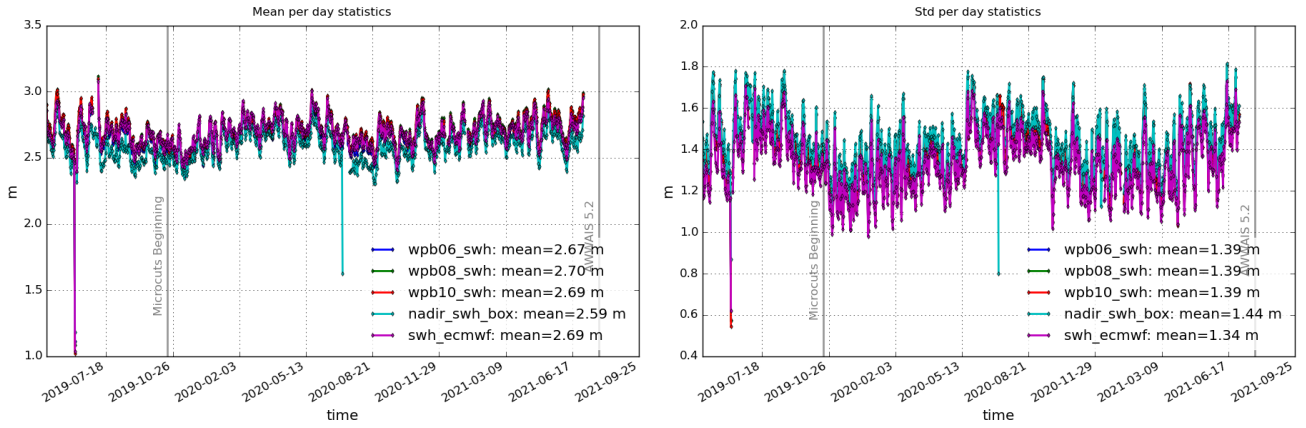 Mean per day statistics
3.5
3.0
2.5
2.0
1.5
1.0
m
Microcuts Beginning
AWWAIS 5.2
wpb06_swh: mean=2.67 m
wpb08_swh: mean=2.70 m
wpb10_swh: mean=2.69 m
nadir_swh_box: mean=2.59 m
swh_ecmwf: mean=2.69 m
2019-07-18
2019-10-26
2020-02-03
2020-05-13
2020-08-21
2020-11-29
2021-03-09
2021-06-17
2021-09-25
time
Std per day statistics
2.0
1.8
1.6
1.4
1.2
1.0
0.8
0.6
0.4
m
Microcuts Beginning
AWWAIS 5.2
wpb06_swh: mean=1.39 m
wpb08_swh: mean=1.39 m
wpb10_swh: mean=1.39 m
nadir_swh_box: mean=1.44 m
swh_ecmwf: mean=1.34 m
2019-07-18
2019-10-26
2020-02-03
2020-05-13
2020-08-21
2020-11-29
2021-03-09
2021-06-17
2021-09-25
time